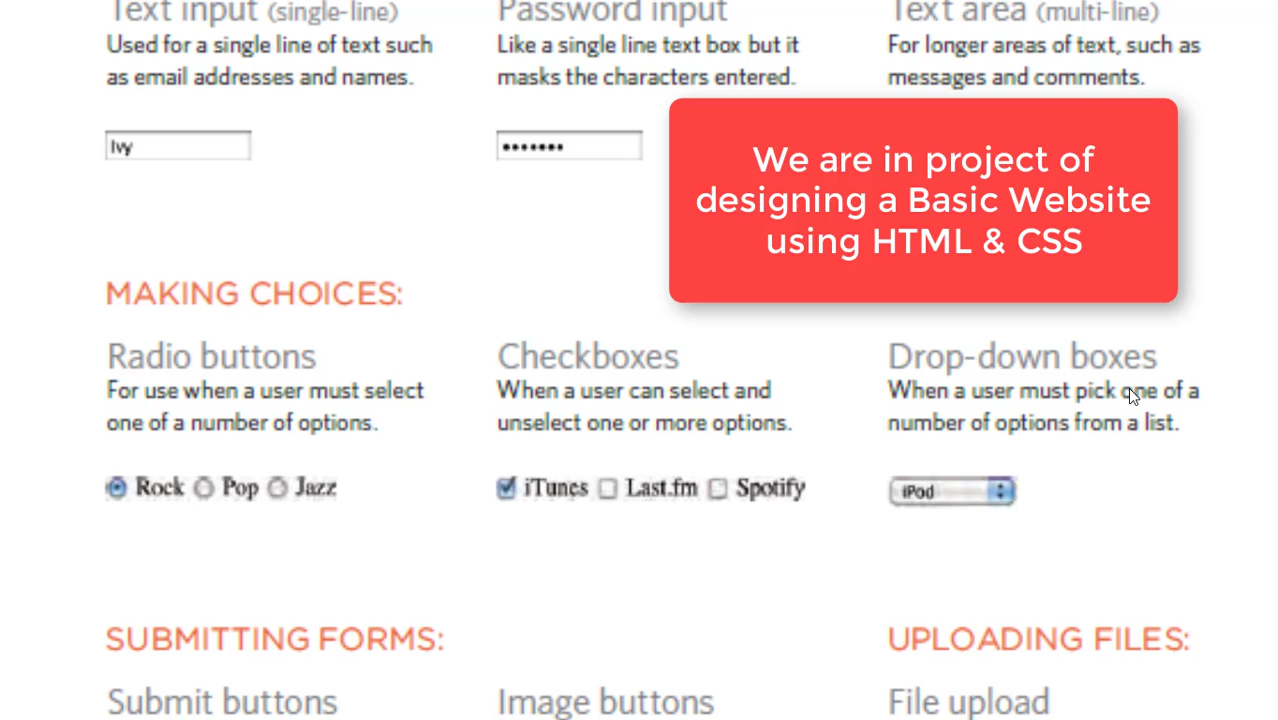 Text input (single-line)
Password input
Text area (multi-line)
Used for a single line of text such
as email addresses and names.
Like a single line text box but it
masks the characters entered.
For longer areas of text, such as
messages and comments.
Ivy
•••••••
We are in project of
designing a Basic Website
using HTML & CSS
MAKING CHOICES:
Radio buttons
For use when a user must select
one of a number of options.
Rock Pop Jazz
Checkboxes
When a user can select and
unselect one or more options.
iTunes Last.fm Spotify
Drop-down boxes
When a user must pick one of a
number of options from a list.
iPod
SUBMITTING FORMS:
UPLOADING FILES:
Submit buttons
Image buttons
File upload